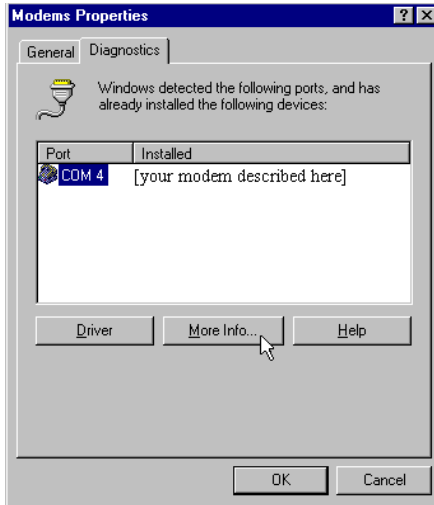 Modems Properties
General Diagnostics
Windows detected the following ports, and has
already installed the following devices:
Port Installed
COM 4 [your modem described here]
Driver More Info... Help
OK Cancel